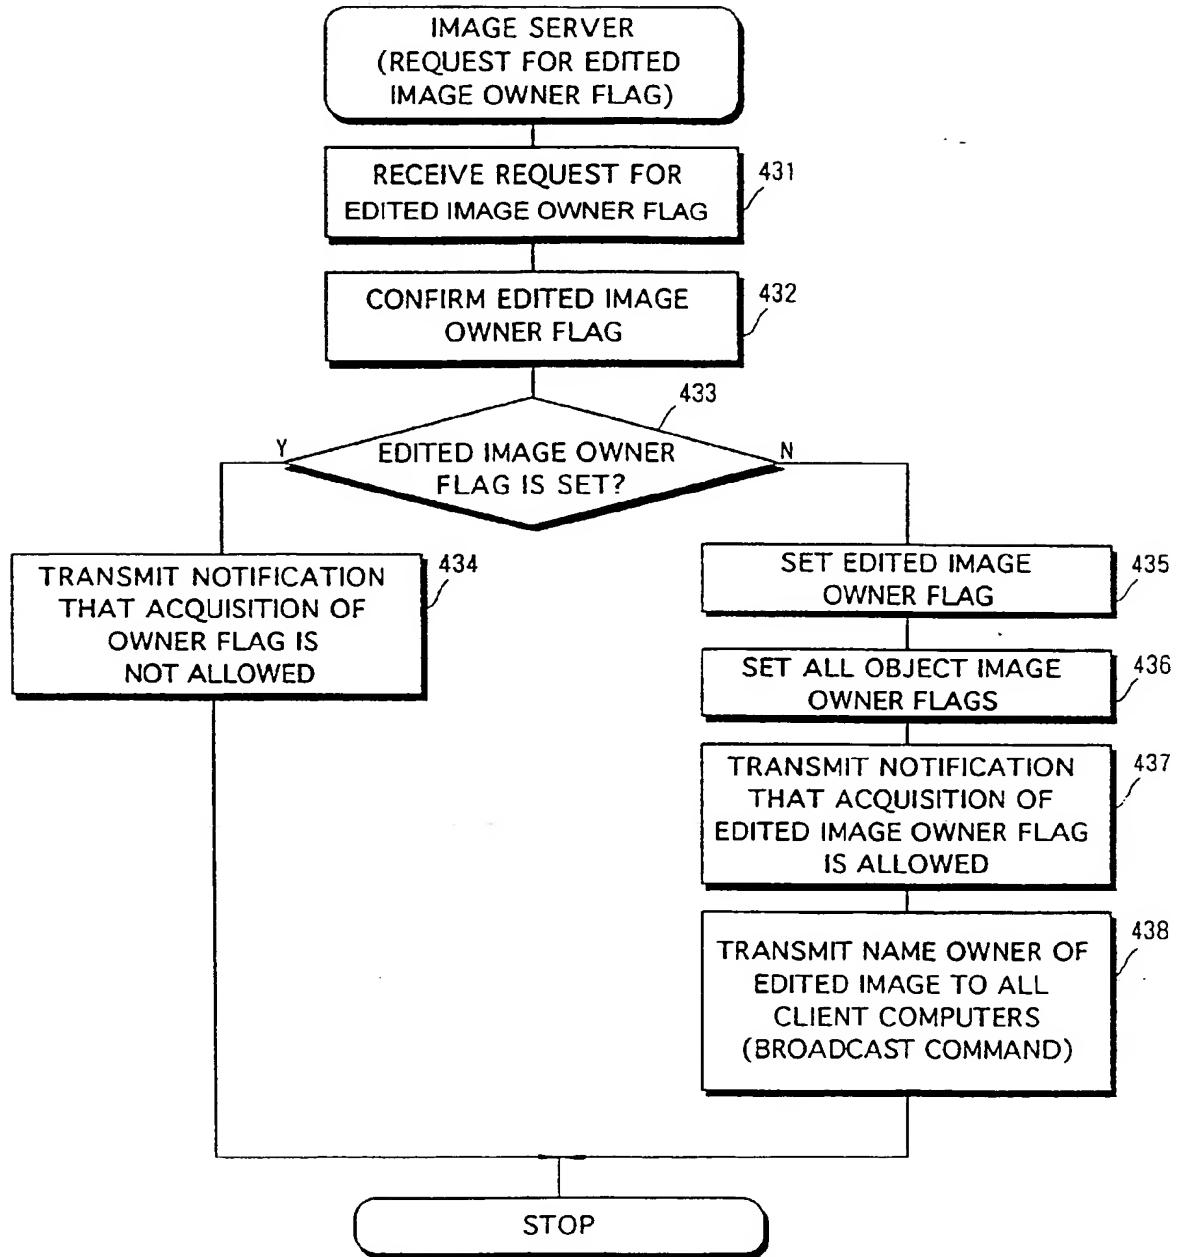 IMAGE SERVER
(REQUEST FOR EDITED
IMAGE OWNER FLAG)
RECEIVE REQUEST FOR
EDITED IMAGE OWNER FLAG
431
CONFIRM EDITED IMAGE
OWNER FLAG
432
433
Y
EDITED IMAGE OWNER
FLAG IS SET?
N
TRANSMIT NOTIFICATION
THAT ACQUISITION OF
OWNER FLAG IS
NOT ALLOWED
434
SET EDITED IMAGE
OWNER FLAG
435
SET ALL OBJECT IMAGE
OWNER FLAGS
436
TRANSMIT NOTIFICATION
THAT ACQUISITION OF
EDITED IMAGE OWNER FLAG
IS ALLOWED
437
TRANSMIT NAME OWNER OF
EDITED IMAGE TO ALL
CLIENT COMPUTERS
(BROADCAST COMMAND)
438
STOP